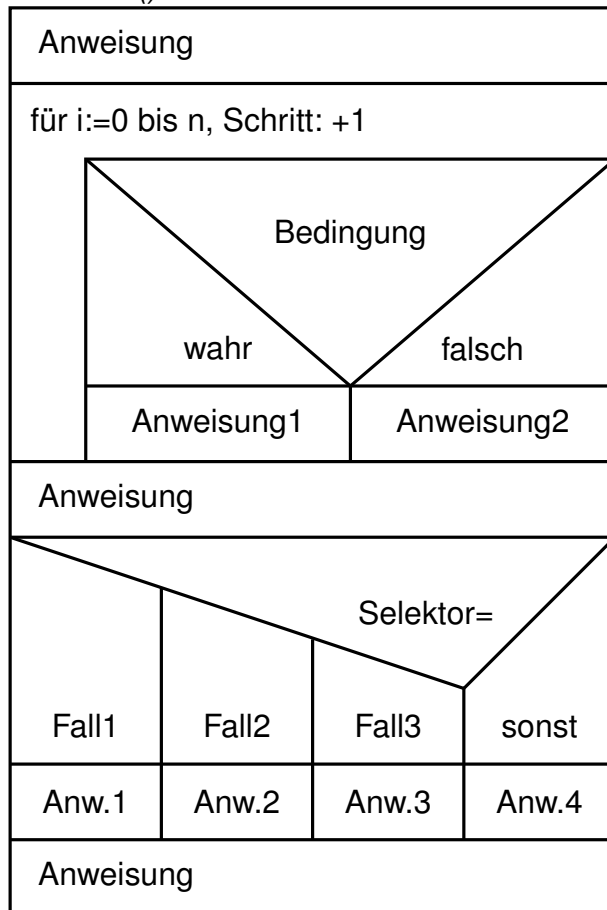 ()
Anweisung
für i:=0 bis n, Schritt: +1
Bedingung
wahr falsch
Anweisung1 Anweisung2
Anweisung
Selektor=
Fall1 Fall2 Fall3 sonst
Anw.1 Anw.2 Anw.3 Anw.4
Anweisung